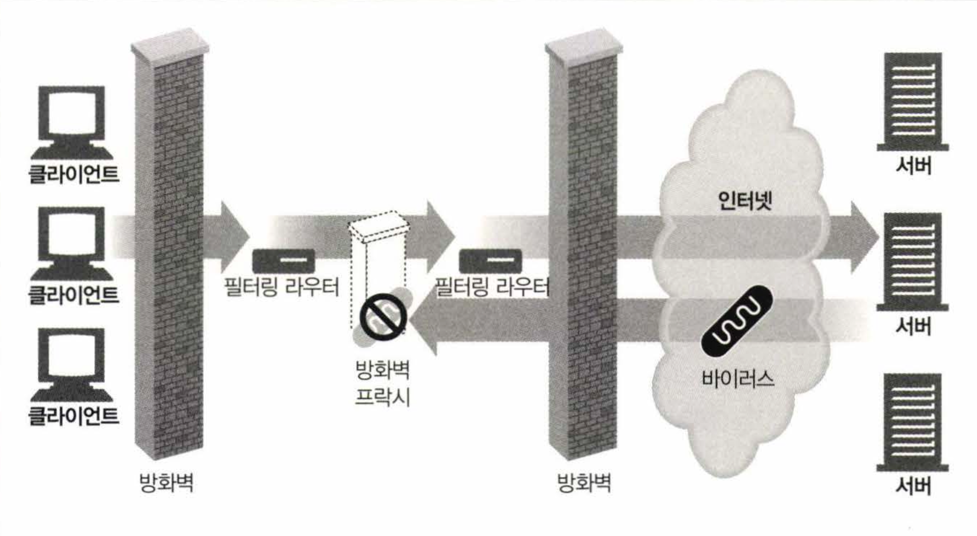 클라이언트
클라이언트
클라이언트
방화벽
필터링 라우터
방화벽
프락시
필터링 라우터
방화벽
인터넷
바이러스
서버
서버
서버